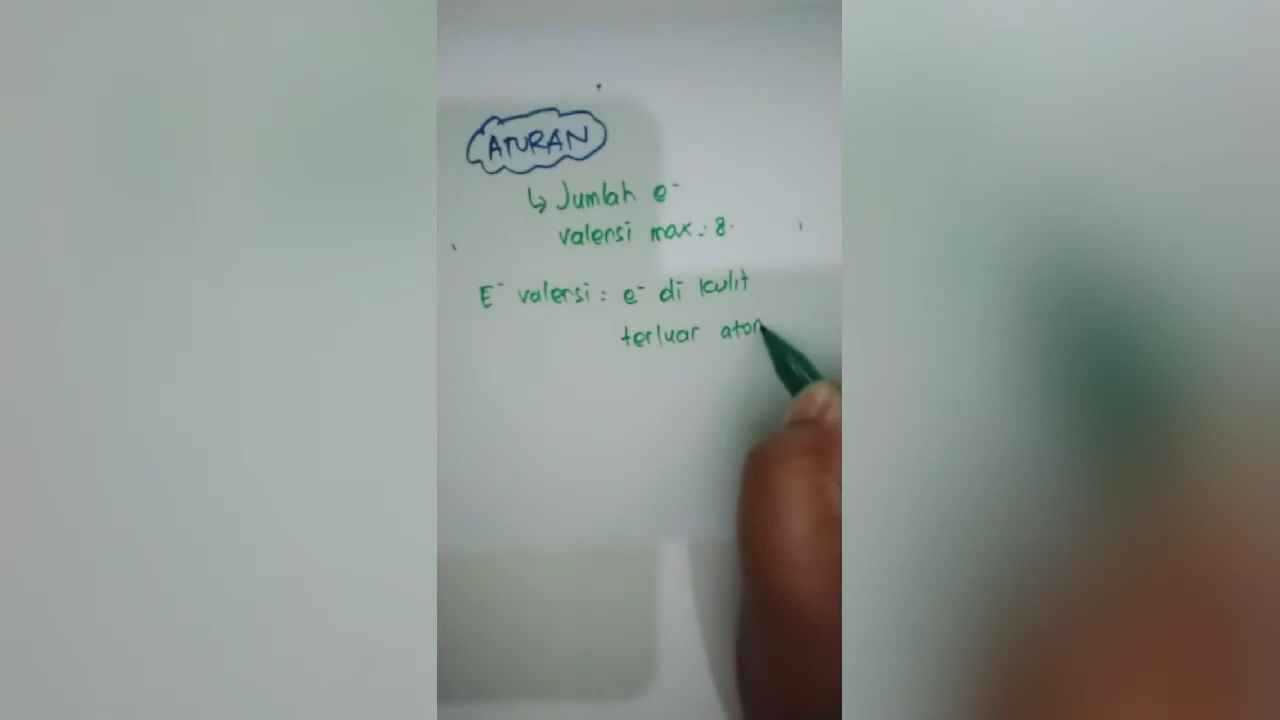 ATURAN
↳ Jumlah e⁻
valensi max : 8
E⁻ valensi : e⁻ di kulit
terluar atom